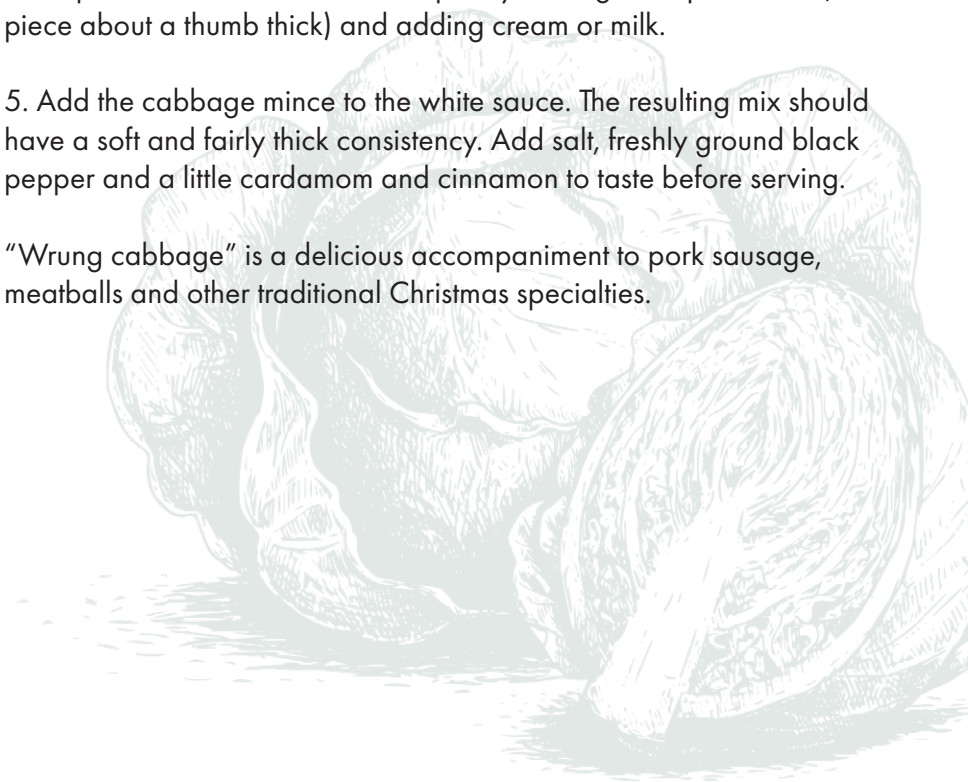 piece about a thumb thick) and adding cream or milk.
5. Add the cabbage mince to the white sauce. The resulting mix should
have a soft and fairly thick consistency. Add salt, freshly ground black
pepper and a little cardamom and cinnamon to taste before serving.
“Wrung cabbage” is a delicious accompaniment to pork sausage,
meatballs and other traditional Christmas specialties.